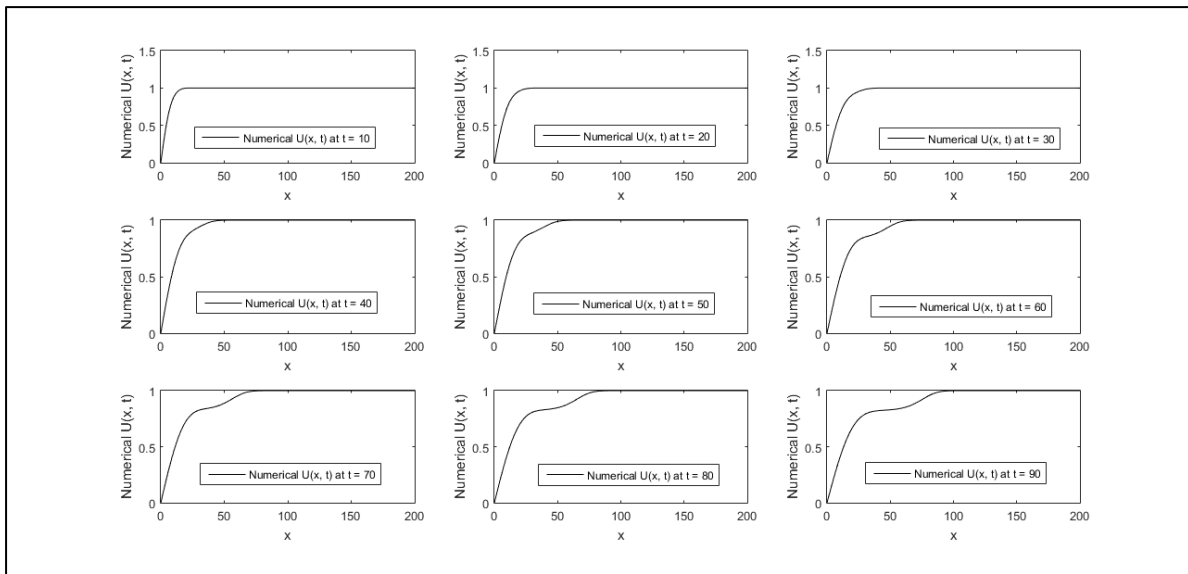 Numerical U(x, t)
1.5
1
0.5
0
Numerical U(x, t) at t = 10
0 50 100 150 200
x
Numerical U(x, t)
1.5
1
0.5
0
Numerical U(x, t) at t = 20
0 50 100 150 200
x
Numerical U(x, t)
1.5
1
0.5
0
Numerical U(x, t) at t = 30
0 50 100 150 200
x
Numerical U(x, t)
1
0.5
0
Numerical U(x, t) at t = 40
0 50 100 150 200
x
Numerical U(x, t)
1
0.5
0
Numerical U(x, t) at t = 50
0 50 100 150 200
x
Numerical U(x, t)
1
0.5
0
Numerical U(x, t) at t = 60
0 50 100 150 200
x
Numerical U(x, t)
1
0.5
0
Numerical U(x, t) at t = 70
0 50 100 150 200
x
Numerical U(x, t)
1
0.5
0
Numerical U(x, t) at t = 80
0 50 100 150 200
x
Numerical U(x, t)
1
0.5
0
Numerical U(x, t) at t = 90
0 50 100 150 200
x